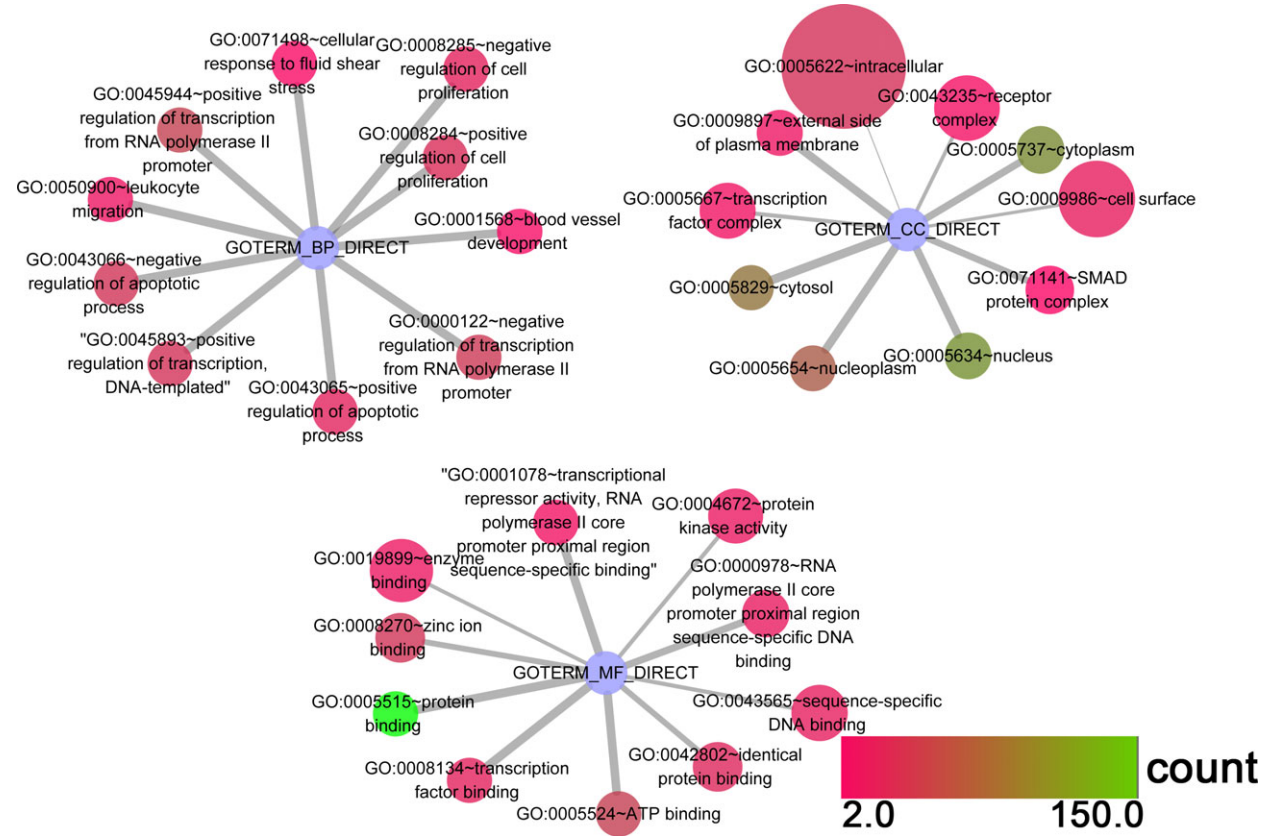 GO:0071498~cellular
response to fluid shear
stress
GO:0008285~negative
regulation of cell
proliferation
GO:0045944~positive
regulation of transcription
from RNA polymerase II
promoter
GO:0008284~positive
regulation of cell
proliferation
GO:0050900~leukocyte
migration
GO:0001568~blood vessel
development
GOTERM_BP_DIRECT
GO:0043066~negative
regulation of apoptotic
process
"GO:0045893~positive
regulation of transcription,
DNA-templated"
GO:0000122~negative
regulation of transcription
from RNA polymerase II
promoter
GO:0043065~positive
regulation of apoptotic
process
GO:0005622~intracellular
GO:0043235~receptor
complex
GO:0009897~external side
of plasma membrane
GO:0005737~cytoplasm
GO:0005667~transcription
factor complex
GO:0009986~cell surface
GOTERM_CC_DIRECT
GO:0005829~cytosol
GO:0071141~SMAD
protein complex
GO:0005654~nucleoplasm
GO:0005634~nucleus
"GO:0001078~transcriptional
repressor activity, RNA
polymerase II core
promoter proximal region
sequence-specific binding"
GO:0004672~protein
kinase activity
GO:0019899~enzyme
binding
GO:0000978~RNA
polymerase II core
promoter proximal region
sequence-specific DNA
binding
GO:0008270~zinc ion
binding
GOTERM_MF_DIRECT
GO:0005515~protein
binding
GO:0043565~sequence-specific
DNA binding
GO:0008134~transcription
factor binding
GO:0042802~identical
protein binding
GO:0005524~ATP binding
count
2.0 150.0